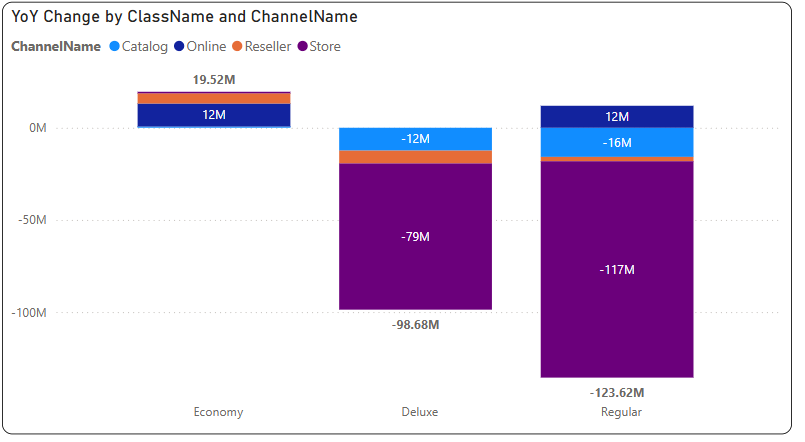 YoY Change by ClassName and ChannelName
ChannelName Catalog Online Reseller Store
19.52M
12M
12M
0M
-12M
-16M
-50M
-79M
-117M
-100M
-98.68M
-123.62M
Economy Deluxe Regular